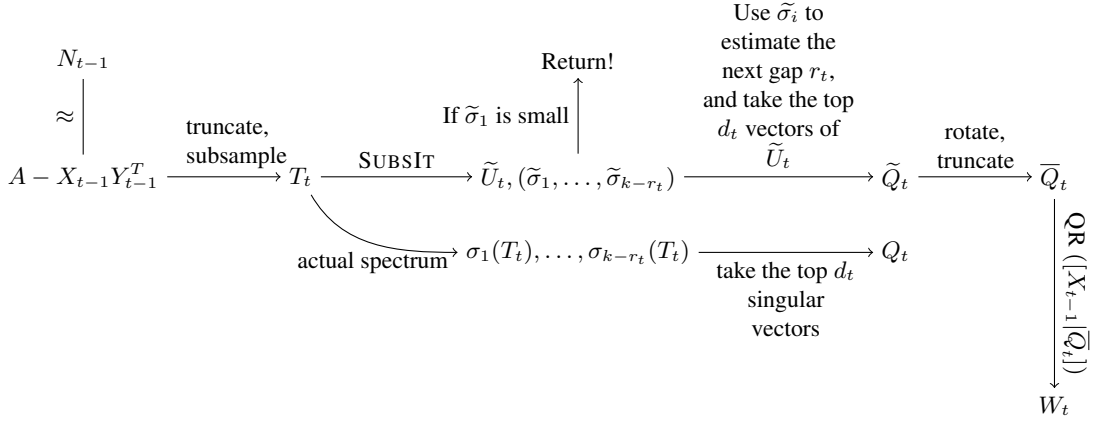 N_{t−1}
≈
A − X_{t−1}Y_{t−1}^T
truncate,
subsample
T_t
SUBSIT
Return!
If σ̃_1 is small
Ũ_t, (σ̃_1, . . . , σ̃_{k−r_t})
Use σ̃_i to
estimate the
next gap r_t,
and take the top
d_t vectors of
Ũ_t
Q̃_t
rotate,
truncate
Q̅_t
actual spectrum
σ_1(T_t), . . . , σ_{k−r_t}(T_t)
take the top d_t
singular
vectors
Q_t
QR ([X_{t−1}|Q̅_t])
W_t